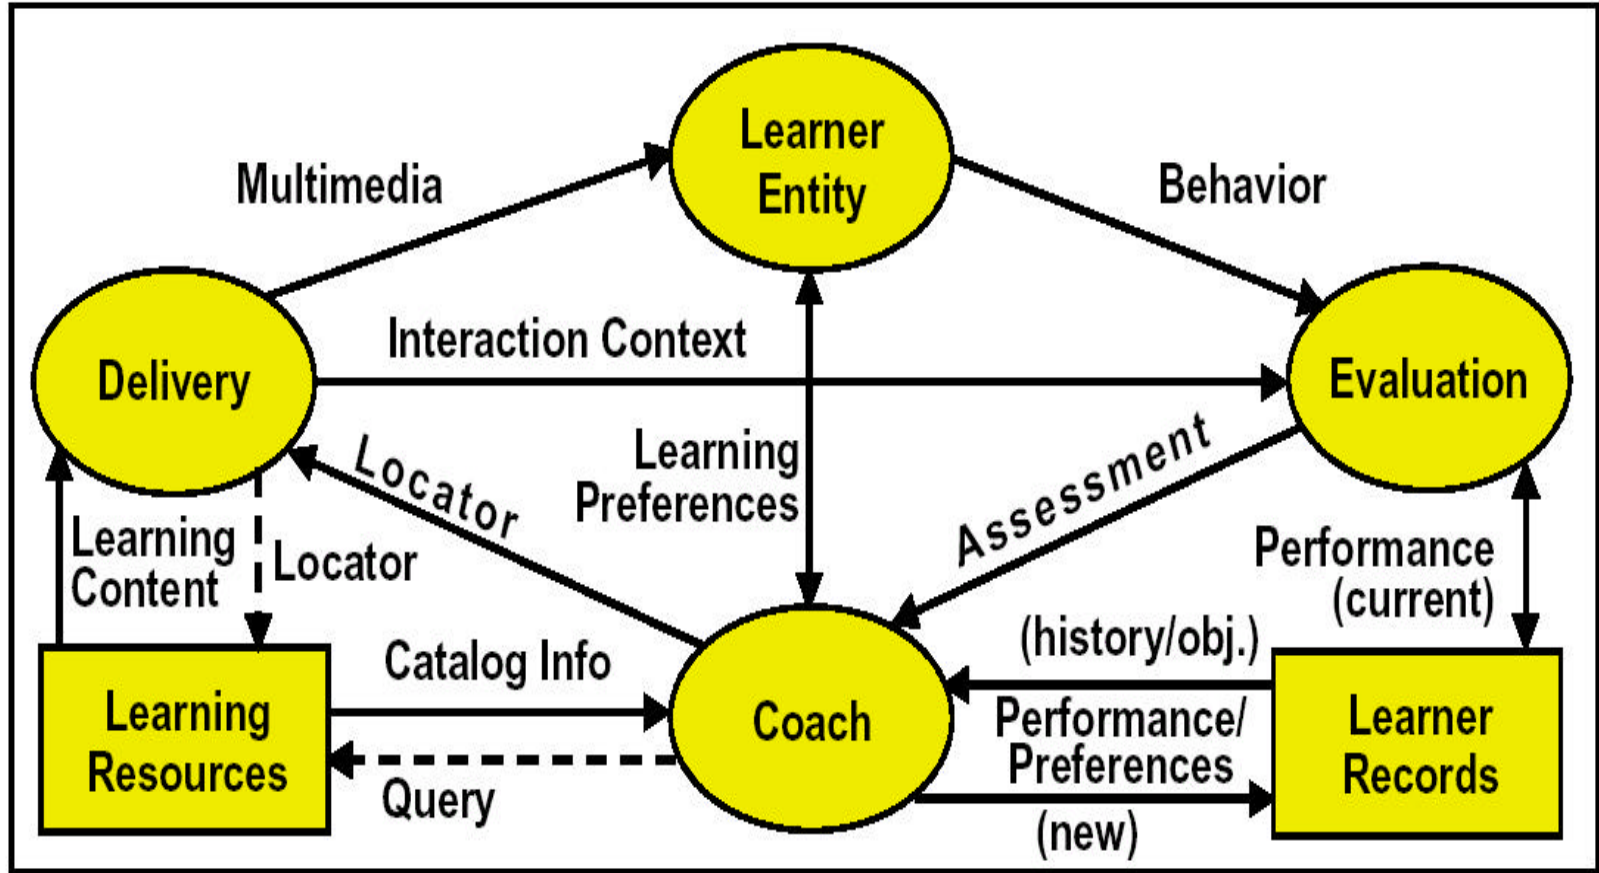 Learner
Entity
Multimedia
Behavior
Interaction Context
Delivery
Evaluation
Locator
Learning
Preferences
Assessment
Learning
Content
Locator
Performance
(current)
Catalog Info
(history/obj.)
Learning
Resources
Coach
Performance/
Preferences
Learner
Records
Query
(new)